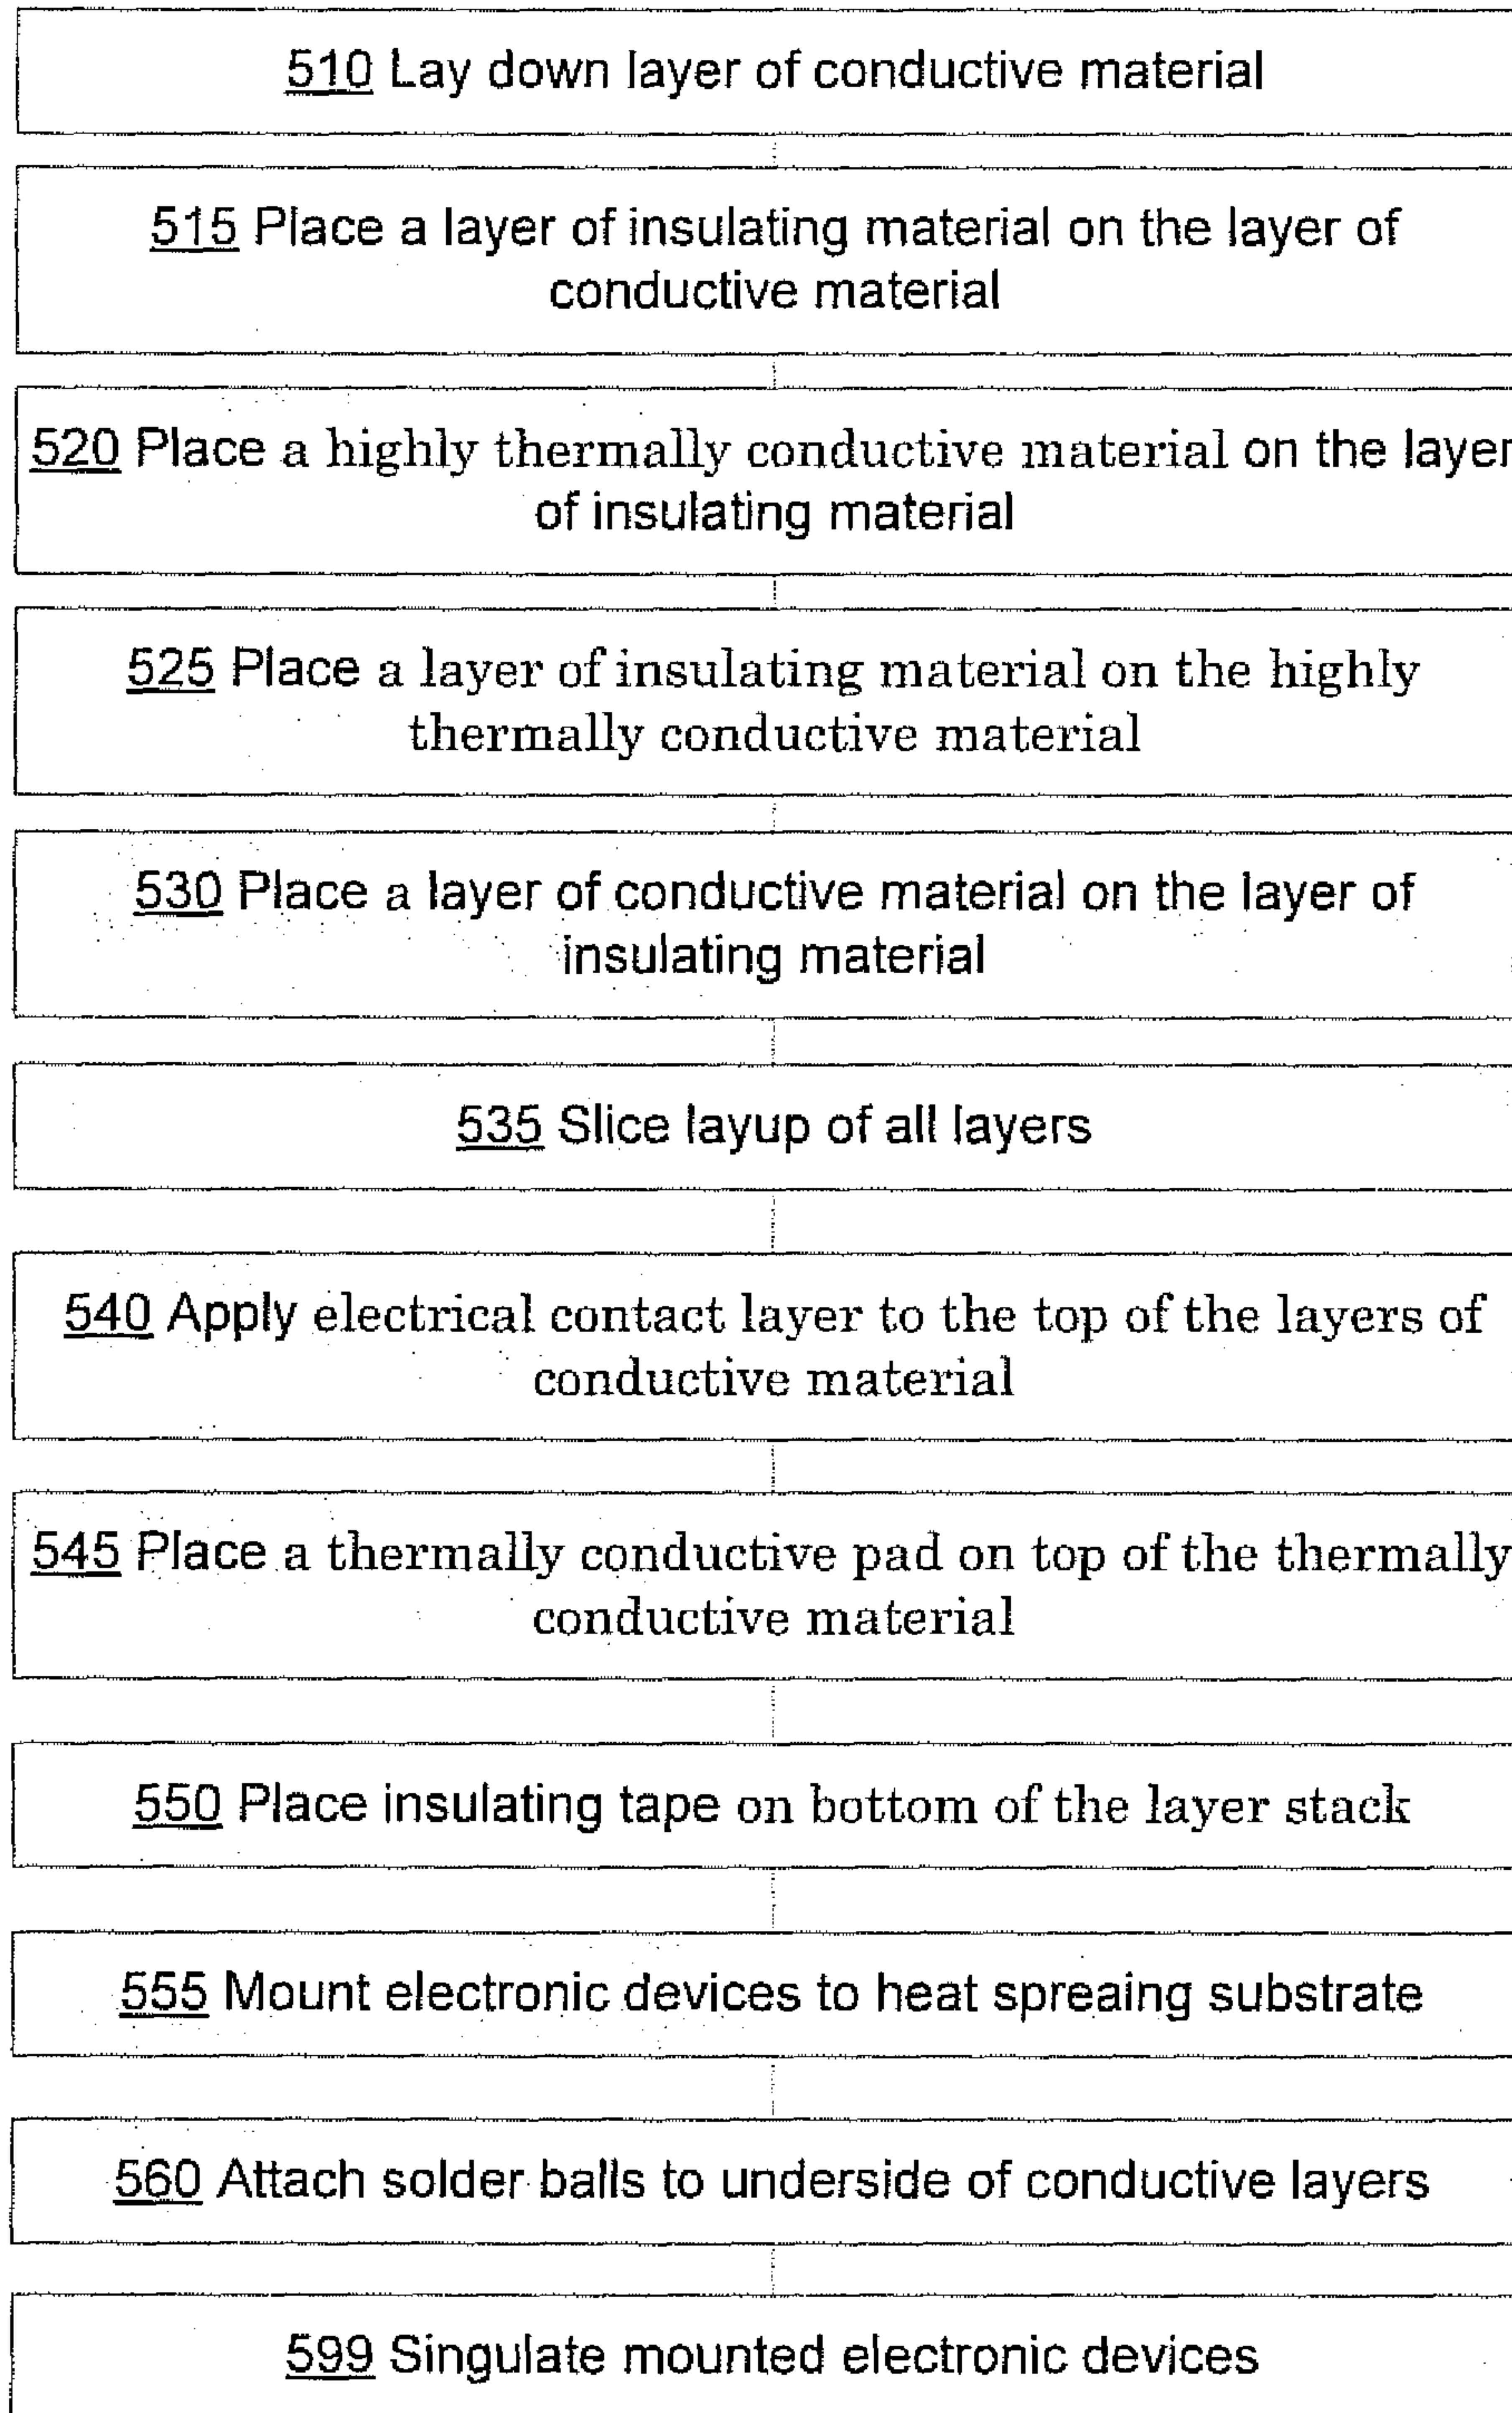 510 Lay down layer of conductive material
515 Place a layer of insulating material on the layer of
conductive material
520 Place a highly thermally conductive material on the layer
of insulating material
525 Place a layer of insulating material on the highly
thermally conductive material
530 Place a layer of conductive material on the layer of
insulating material
535 Slice layup of all layers
540 Apply electrical contact layer to the top of the layers of
conductive material
545 Place a thermally conductive pad on top of the thermally
conductive material
550 Place insulating tape on bottom of the layer stack
555 Mount electronic devices to heat spreaing substrate
560 Attach solder balls to underside of conductive layers
599 Singulate mounted electronic devices